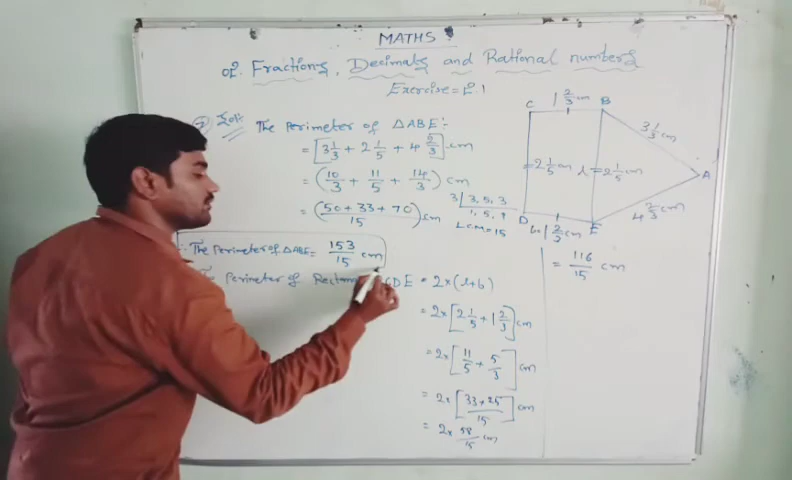 MATHS
of. Fractions, Decimals and Rational numbers
Exercise = 1.1
Sol:
The Perimeter of △ABE:-
= [3 1/3 + 2 1/5 + 4 2/3] cm
= (10/3 + 11/5 + 14/3) cm
= (50+33+70/15) cm
3 | 3, 5, 3
1, 5, 1
LCM = 15
∴ The Perimeter of △ABE = 153/15 cm
Perimeter of DE = 2×(l+b)
= 2×[2 1/5 + 1 2/3] cm
= 2×[11/5 + 5/3] cm
= 2×[33+25/15] cm
= 2× 58/15 cm
= 116/15 cm
C 1 2/3 cm B
3 1/3 cm
2 1/5 cm l = 2 1/5 cm
A
4 2/3 cm
D E